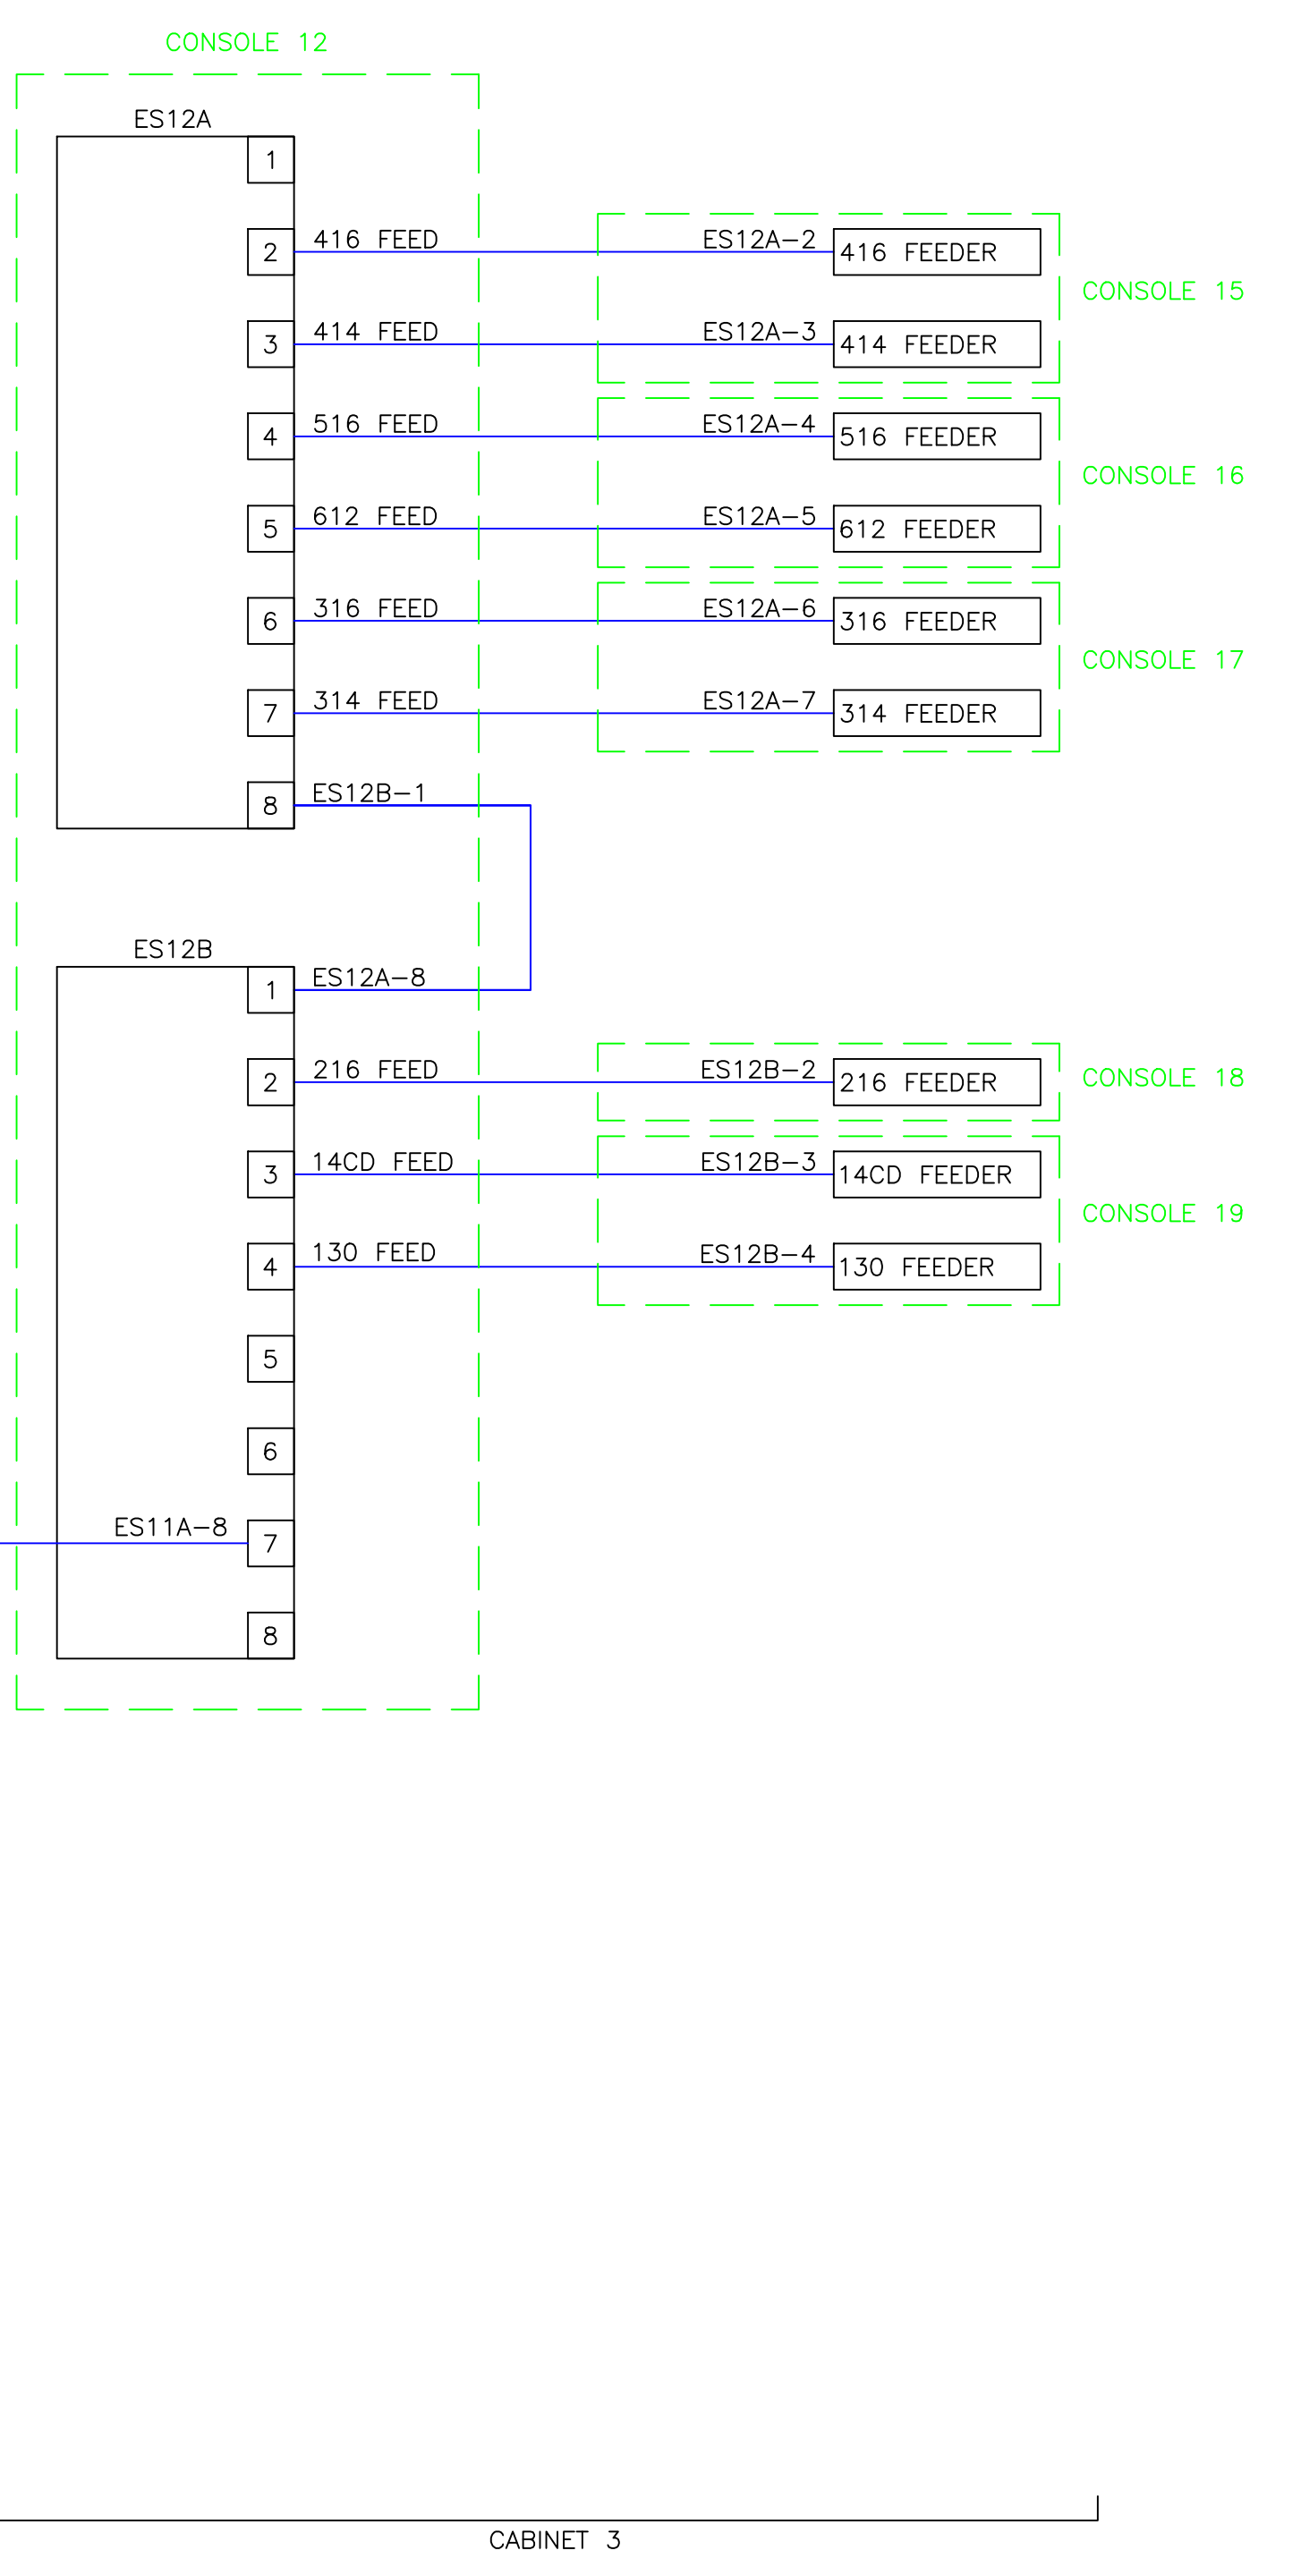 CONSOLE 12
ES12A
1
2 416 FEED ES12A-2 416 FEEDER
CONSOLE 15
3 414 FEED ES12A-3 414 FEEDER
4 516 FEED ES12A-4 516 FEEDER
CONSOLE 16
5 612 FEED ES12A-5 612 FEEDER
6 316 FEED ES12A-6 316 FEEDER
CONSOLE 17
7 314 FEED ES12A-7 314 FEEDER
8 ES12B-1
ES12B
1 ES12A-8
2 216 FEED ES12B-2 216 FEEDER CONSOLE 18
3 14CD FEED ES12B-3 14CD FEEDER
CONSOLE 19
4 130 FEED ES12B-4 130 FEEDER
5
6
ES11A-8 7
8
CABINET 3